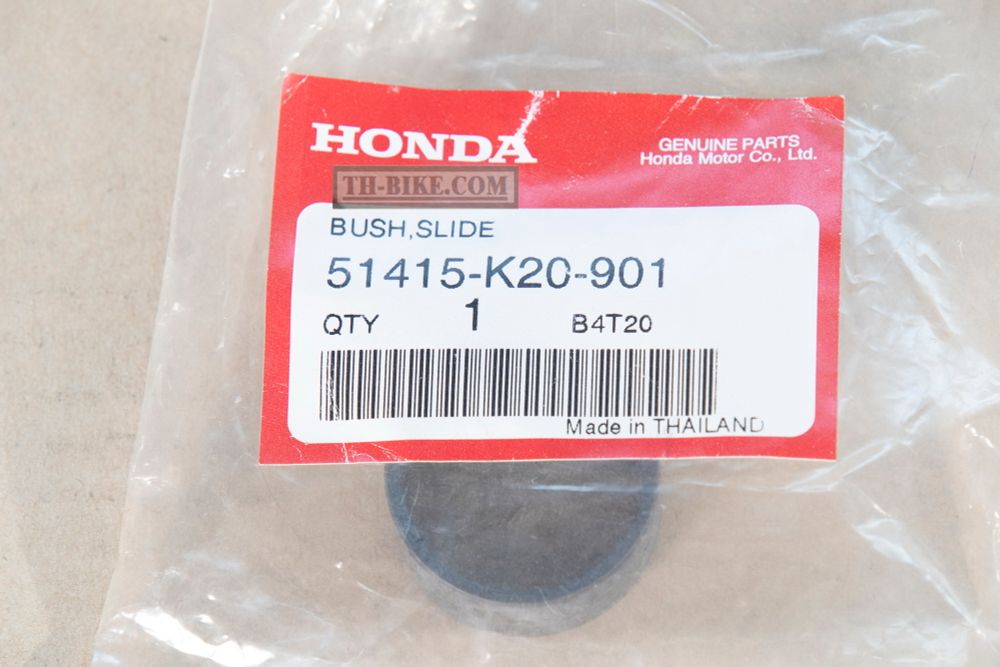 HONDA
GENUINE PARTS
Honda Motor Co., Ltd.
TH-BIKE.COM
BUSH,SLIDE
51415-K20-901
QTY 1 B4T20
Made in THAILAND